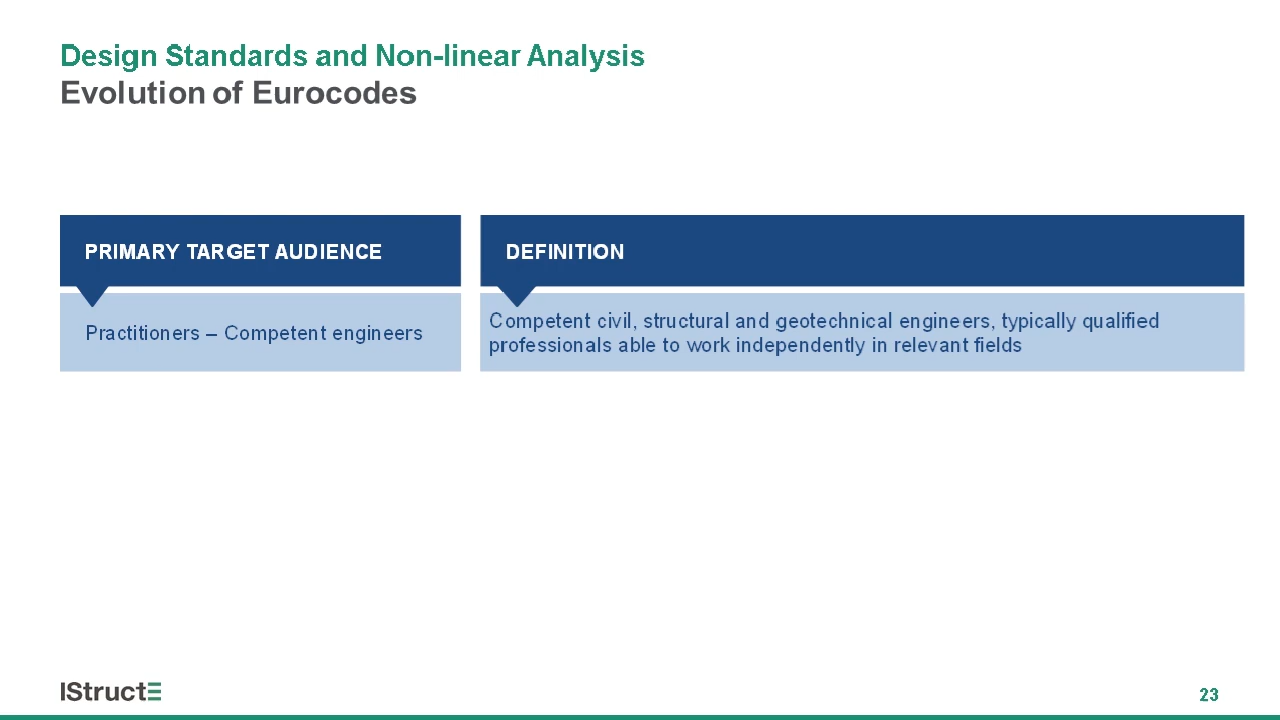 Design Standards and Non-linear Analysis
Evolution of Eurocodes
PRIMARY TARGET AUDIENCE
DEFINITION
Practitioners – Competent engineers
Competent civil, structural and geotechnical engineers, typically qualified
professionals able to work independently in relevant fields
IStructE
23